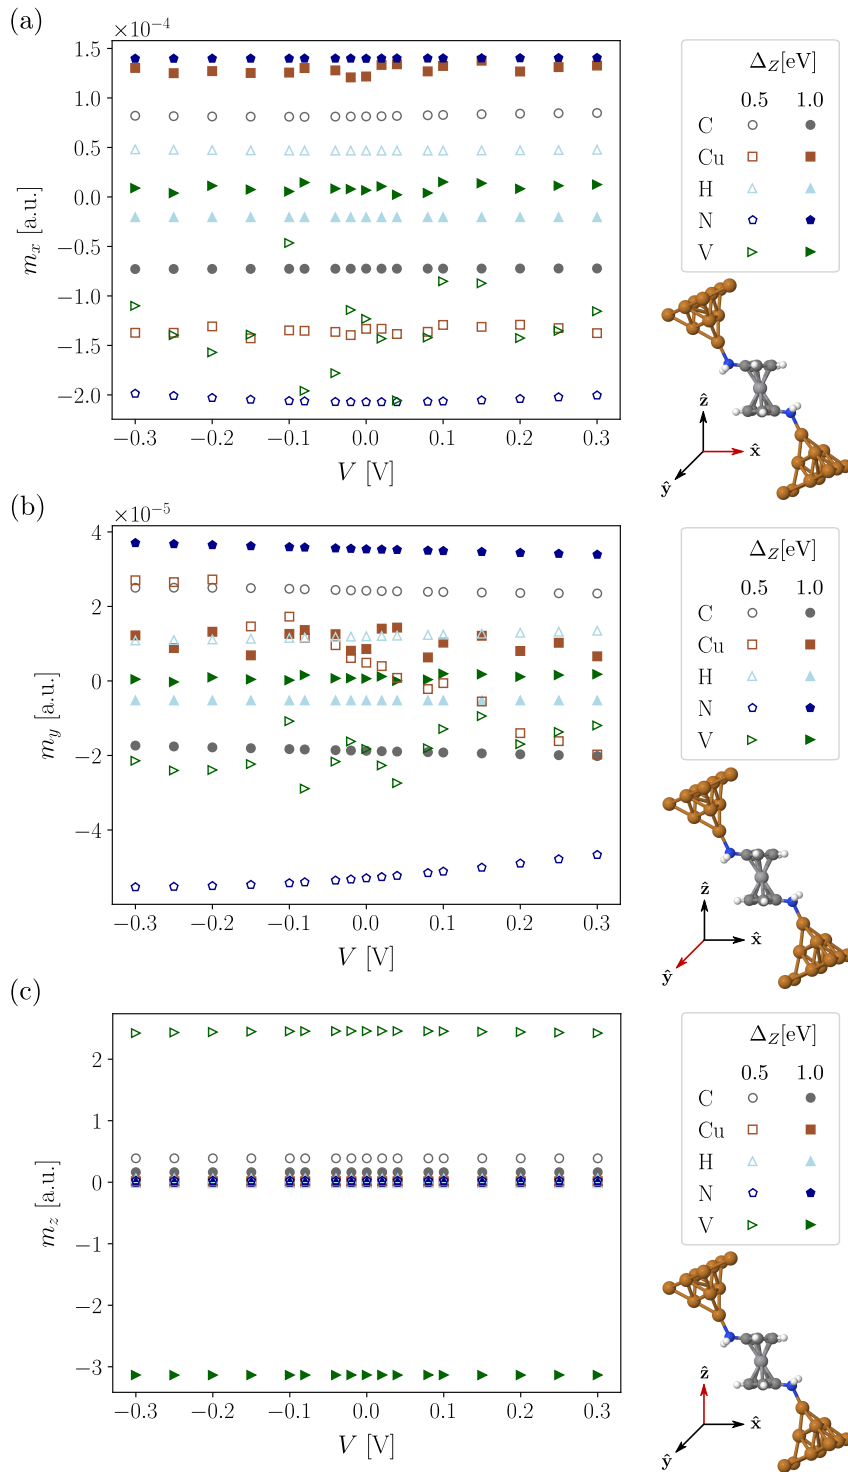 (a)
×10⁻⁴
1.5
1.0
0.5
0.0
−0.5
−1.0
−1.5
−2.0
m_x [a.u.]
−0.3 −0.2 −0.1 0.0 0.1 0.2 0.3
V [V]
Δ_Z[eV]
0.5 1.0
C
Cu
H
N
V
ẑ
x̂
ŷ
(b)
×10⁻⁵
4
2
0
−2
−4
m_y [a.u.]
−0.3 −0.2 −0.1 0.0 0.1 0.2 0.3
V [V]
Δ_Z[eV]
0.5 1.0
C
Cu
H
N
V
ẑ
x̂
ŷ
(c)
2
1
0
−1
−2
−3
m_z [a.u.]
−0.3 −0.2 −0.1 0.0 0.1 0.2 0.3
V [V]
Δ_Z[eV]
0.5 1.0
C
Cu
H
N
V
ẑ
x̂
ŷ